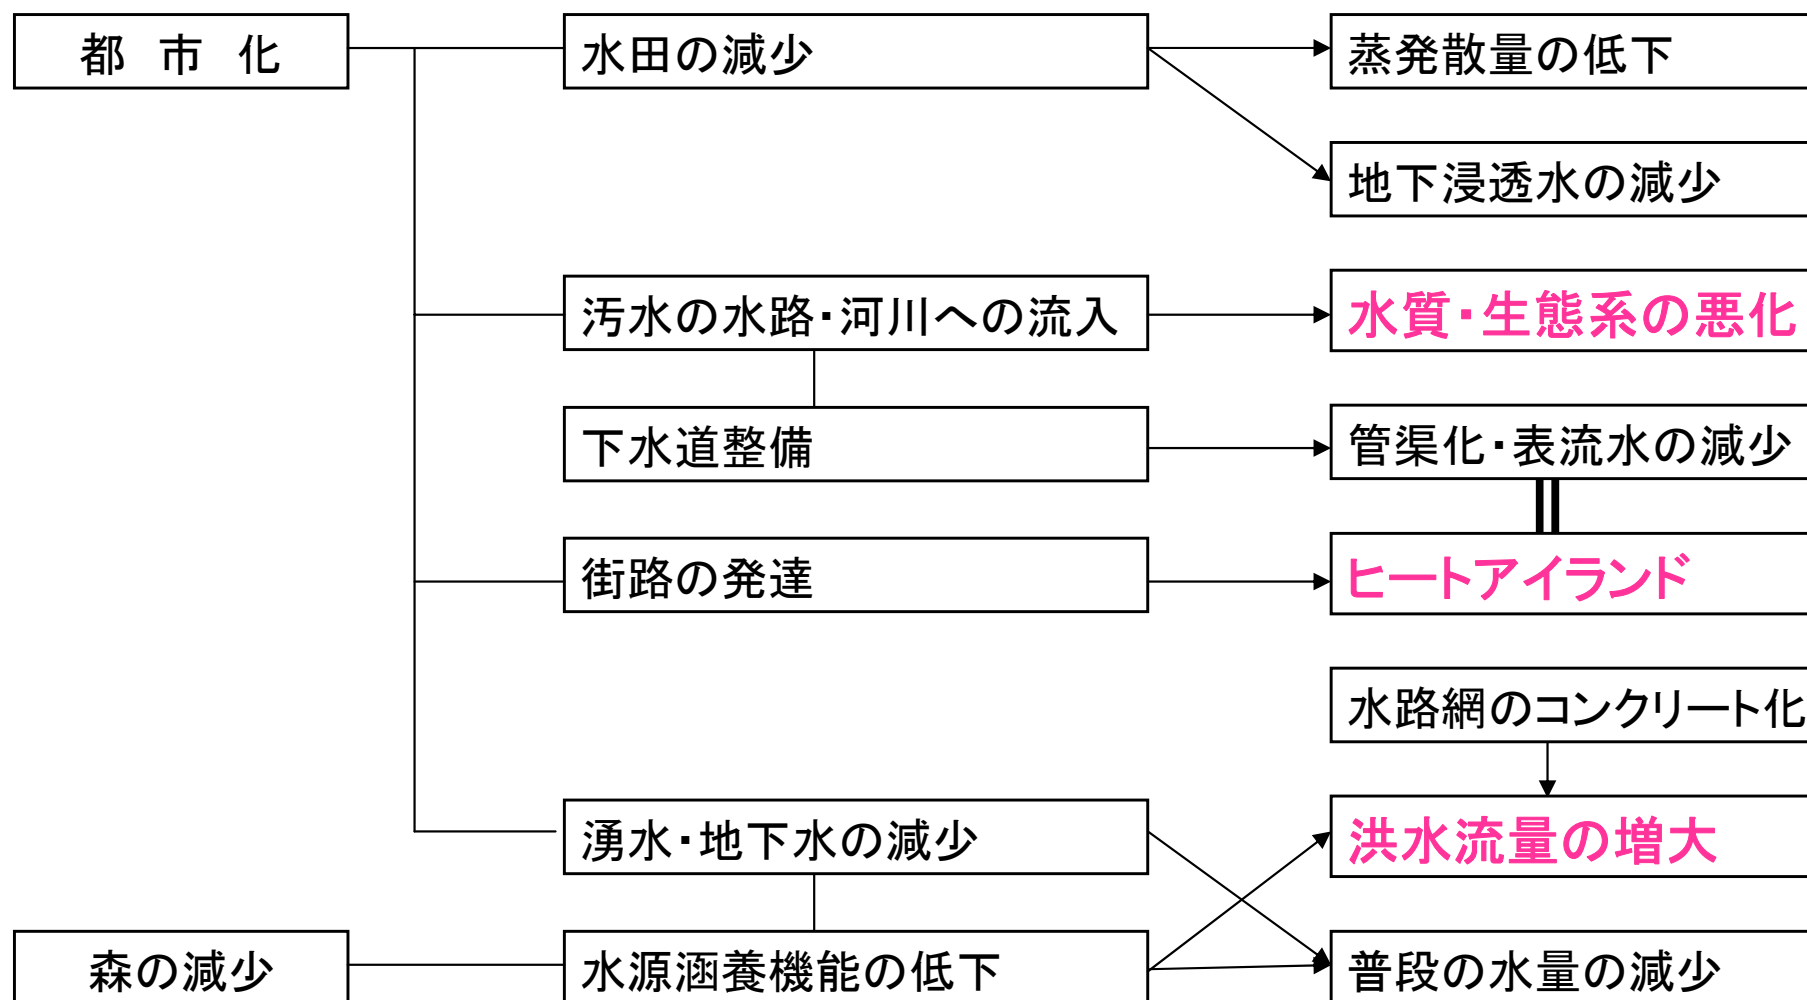 都 市 化
水田の減少
蒸発散量の低下
地下浸透水の減少
汚水の水路・河川への流入
水質・生態系の悪化
下水道整備
管渠化・表流水の減少
街路の発達
ヒートアイランド
水路網のコンクリート化
湧水・地下水の減少
洪水流量の増大
森の減少
水源涵養機能の低下
普段の水量の減少